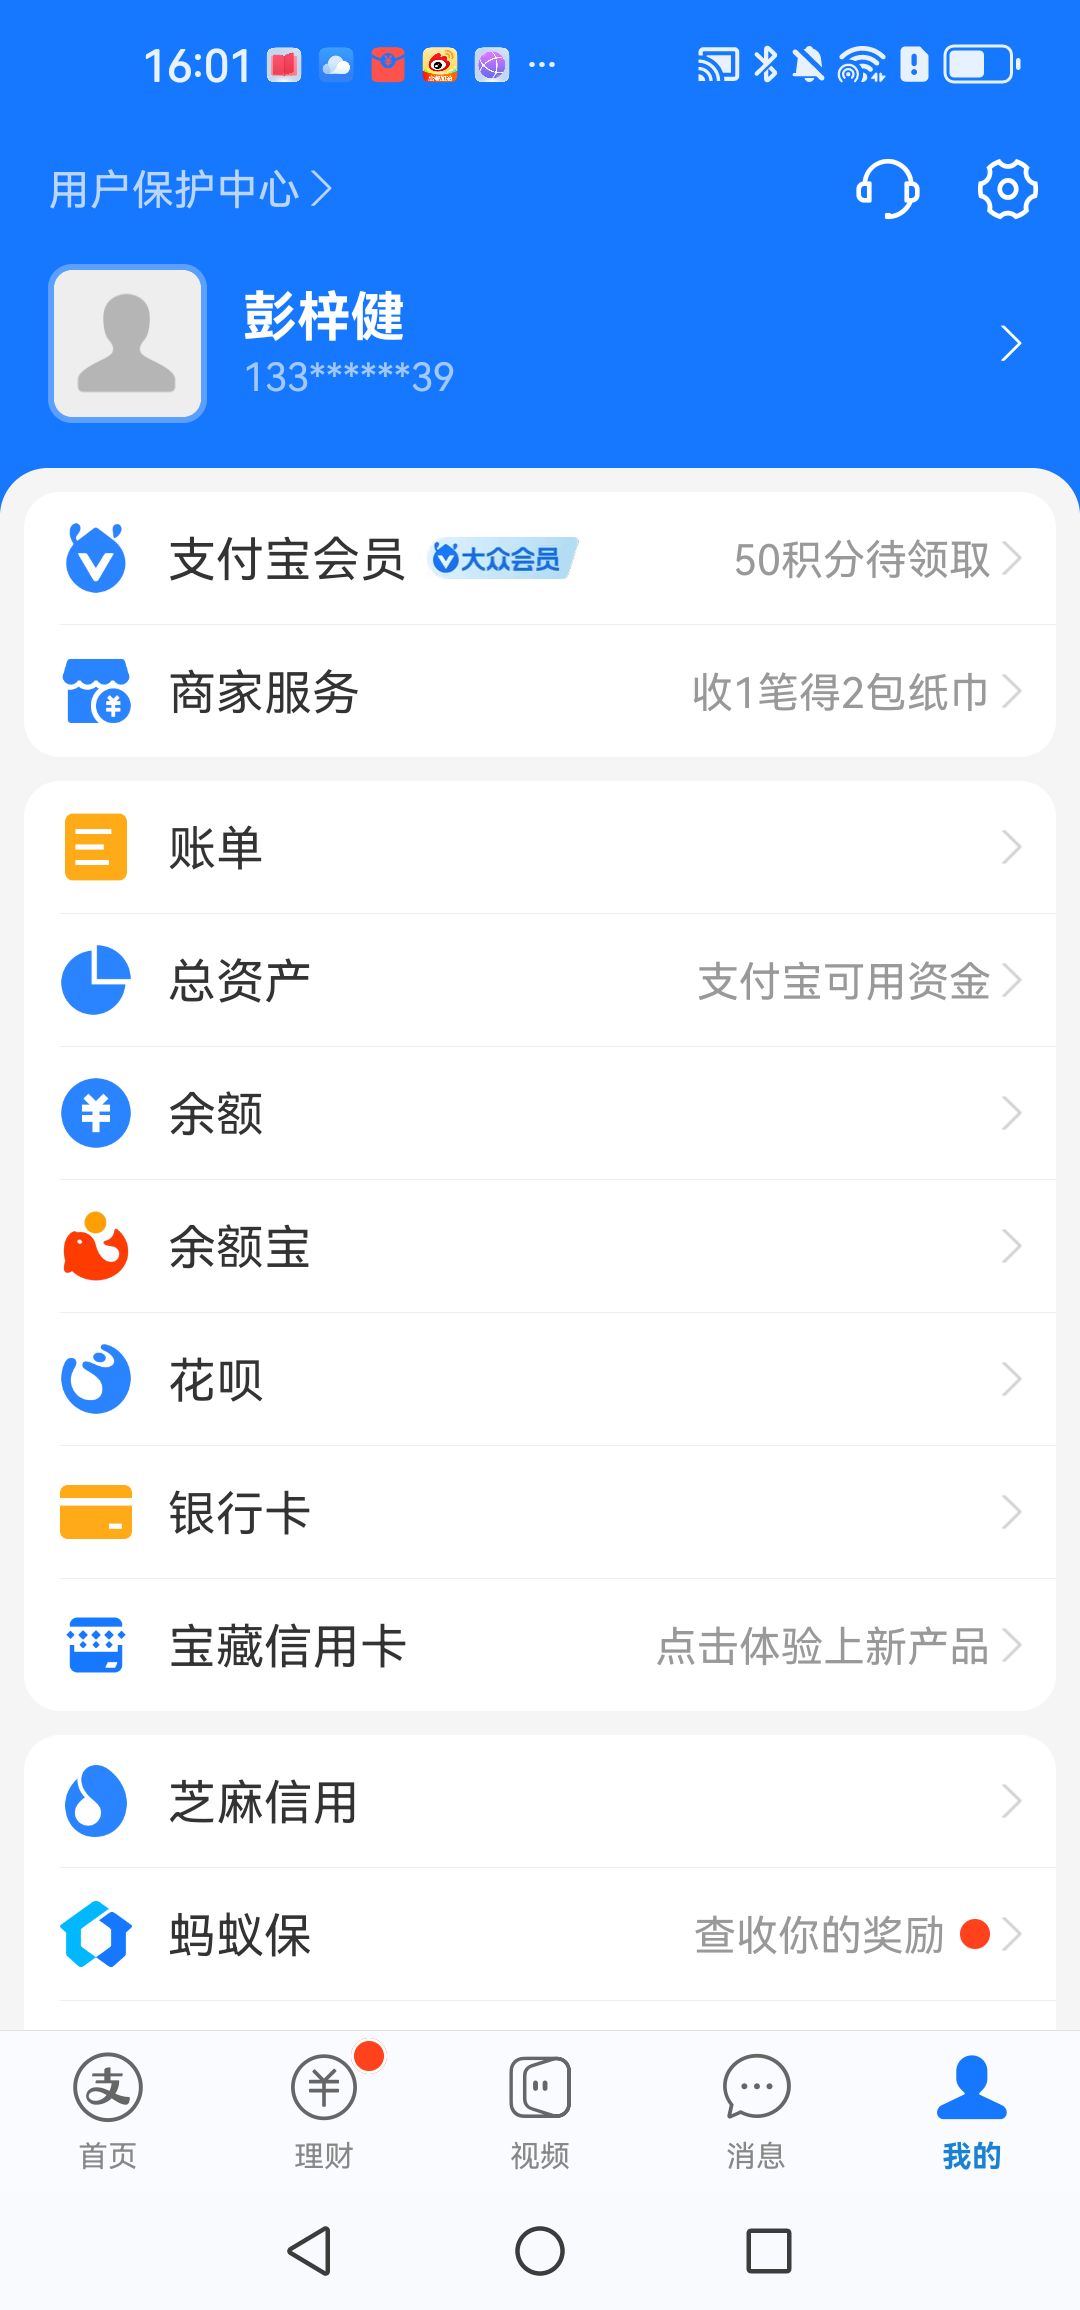 16:01
用户保护中心
彭梓健
133******39
支付宝会员 大众会员 50积分待领取
商家服务 收1笔得2包纸巾
账单
总资产 支付宝可用资金
余额
余额宝
花呗
银行卡
宝藏信用卡 点击体验上新产品
芝麻信用
蚂蚁保 查收你的奖励
首页 理财 视频 消息 我的